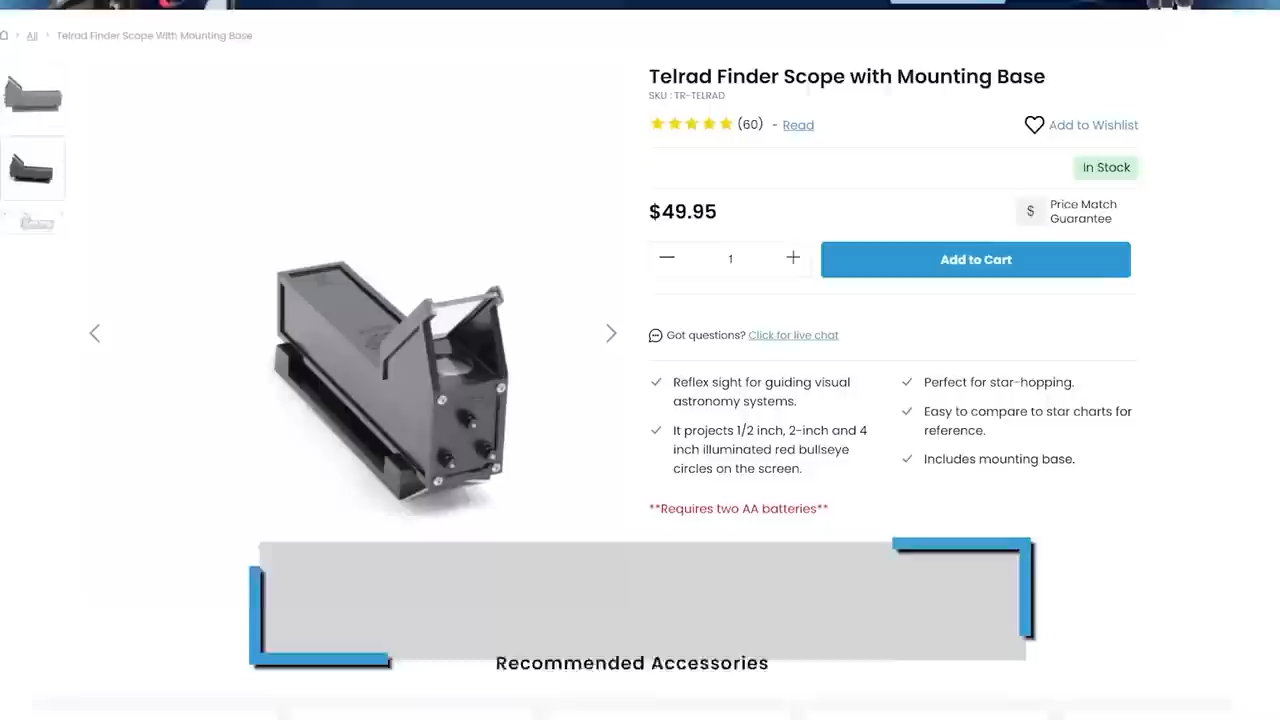 All > Telrad Finder Scope With Mounting Base
Telrad Finder Scope with Mounting Base
SKU : TR-TELRAD
(60) - Read
Add to Wishlist
In Stock
$49.95
$ Price Match
Guarantee
1
Add to Cart
Got questions? Click for live chat
Reflex sight for guiding visual
astronomy systems.
It projects 1/2 inch, 2-inch and 4
inch illuminated red bullseye
circles on the screen.
Perfect for star-hopping.
Easy to compare to star charts for
reference.
Includes mounting base.
**Requires two AA batteries**
Recommended Accessories